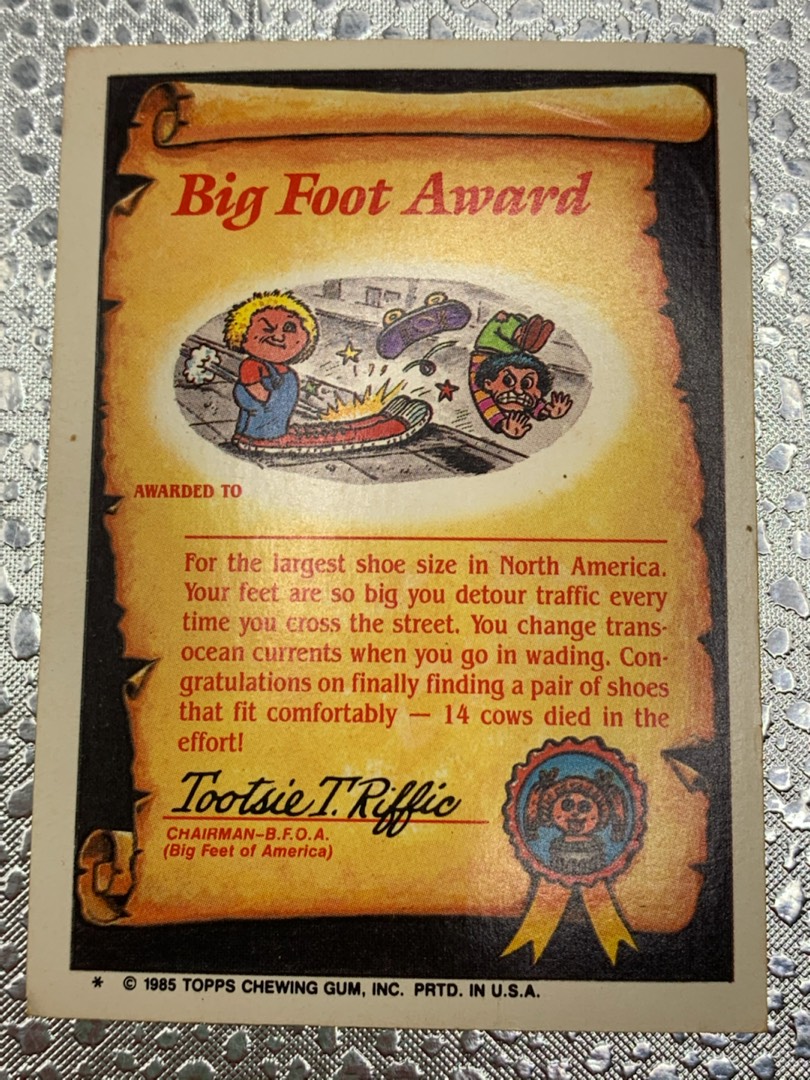 Big Foot Award
AWARDED TO
For the largest shoe size in North America.
Your feet are so big you detour traffic every
time you cross the street. You change trans-
ocean currents when you go in wading. Con-
gratulations on finally finding a pair of shoes
that fit comfortably — 14 cows died in the
effort!
Tootsie T. Riffic
CHAIRMAN–B.F.O.A.
(Big Feet of America)
* © 1985 TOPPS CHEWING GUM, INC. PRTD. IN U.S.A.